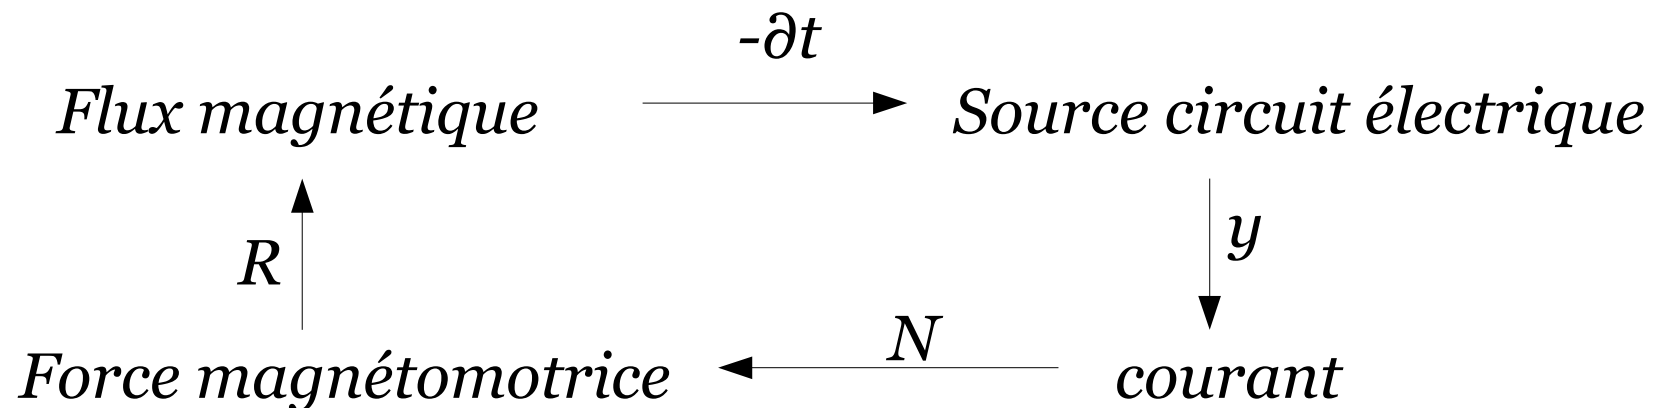 -∂t
Flux magnétique
Source circuit électrique
R
y
N
Force magnétomotrice
courant